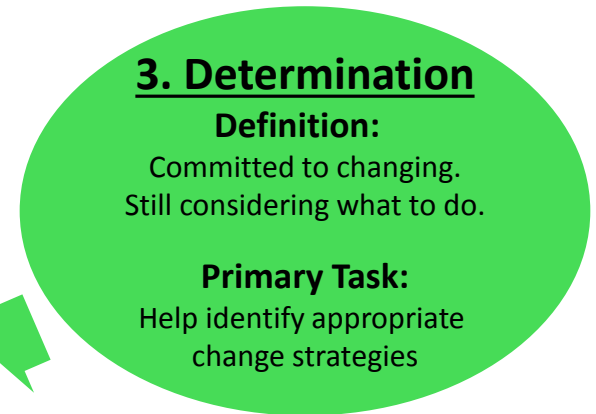 3. Determination
Definition:
Committed to changing.
Still considering what to do.
Primary Task:
Help identify appropriate
change strategies